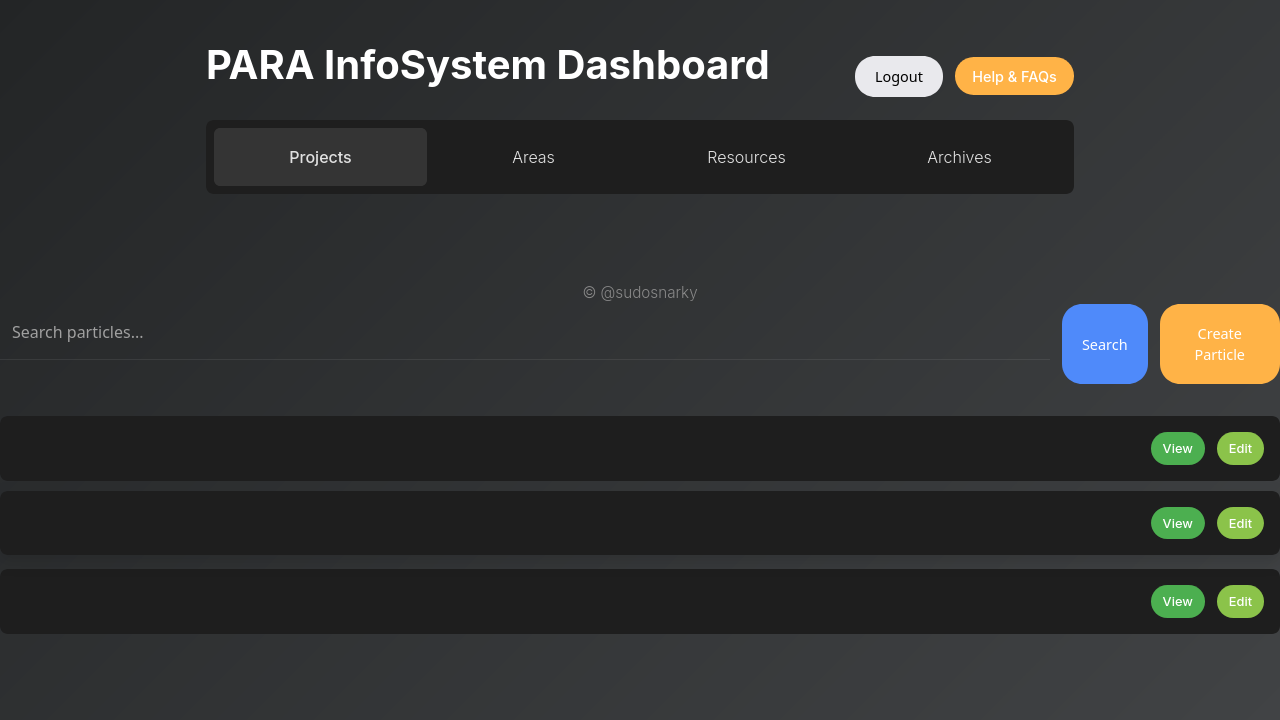 PARA InfoSystem Dashboard
Logout
Help & FAQs
Projects
Areas
Resources
Archives
© @sudosnarky
Search particles...
Search
Create
Particle
View
Edit
View
Edit
View
Edit